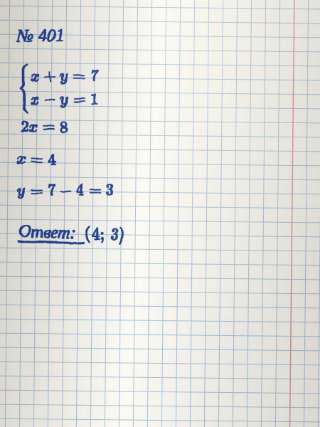 № 401
x + y = 7
x − y = 1
2x = 8
x = 4
y = 7 − 4 = 3
Ответ: (4; 3)